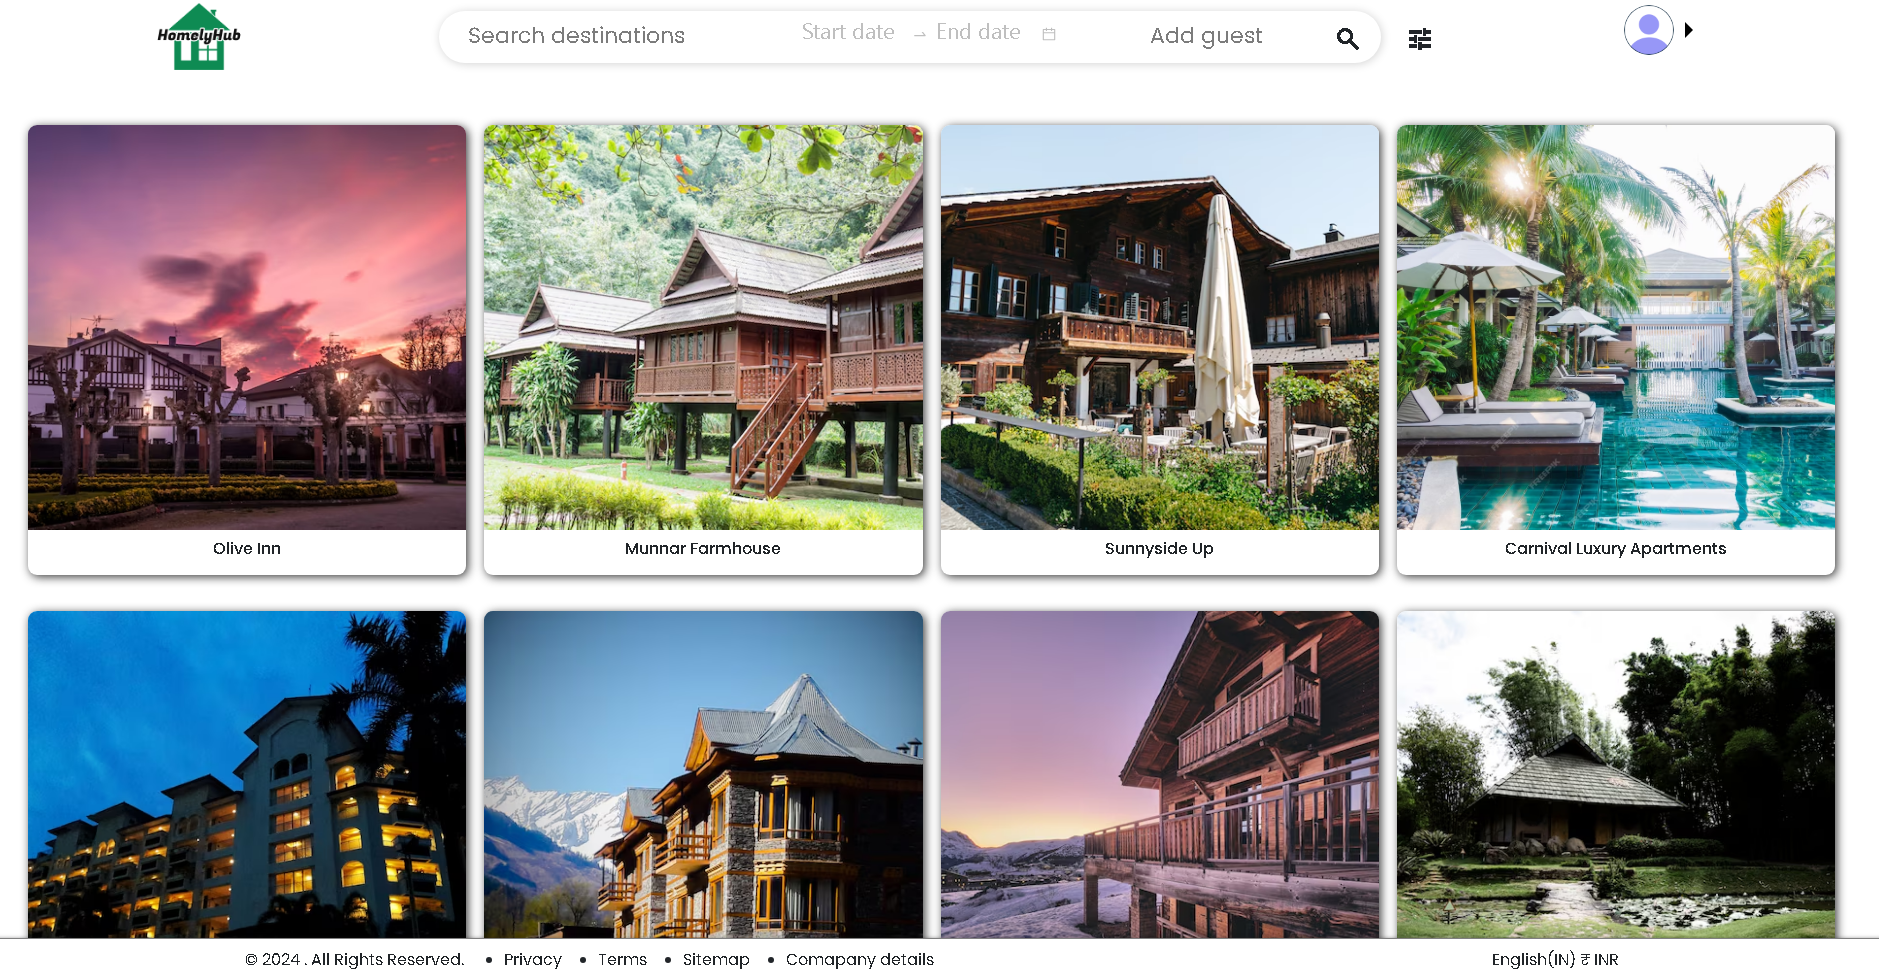 HomelyHub
Search destinations
Start date → End date
Add guest
Olive Inn
Munnar Farmhouse
Sunnyside Up
Carnival Luxury Apartments
© 2024 . All Rights Reserved. • Privacy • Terms • Sitemap • Comapany details
English(IN) ₹ INR